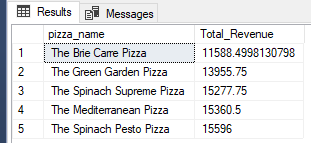 Results Messages
pizza_name Total_Revenue
1 The Brie Carre Pizza 11588.4998130798
2 The Green Garden Pizza 13955.75
3 The Spinach Supreme Pizza 15277.75
4 The Mediterranean Pizza 15360.5
5 The Spinach Pesto Pizza 15596